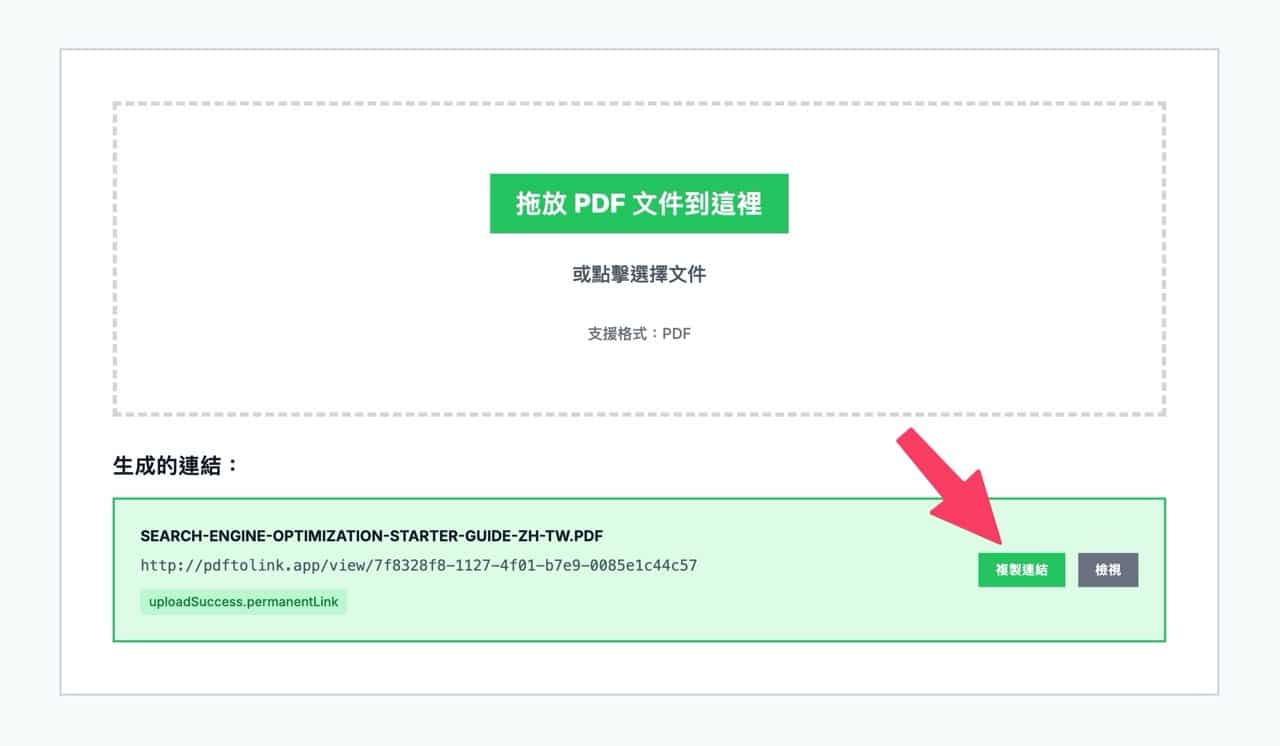 拖放 PDF 文件到這裡
或點擊選擇文件
支援格式：PDF
生成的連結：
SEARCH-ENGINE-OPTIMIZATION-STARTER-GUIDE-ZH-TW.PDF
http://pdftolink.app/view/7f8328f8-1127-4f01-b7e9-0085e1c44c57
uploadSuccess.permanentLink
複製連結
檢視